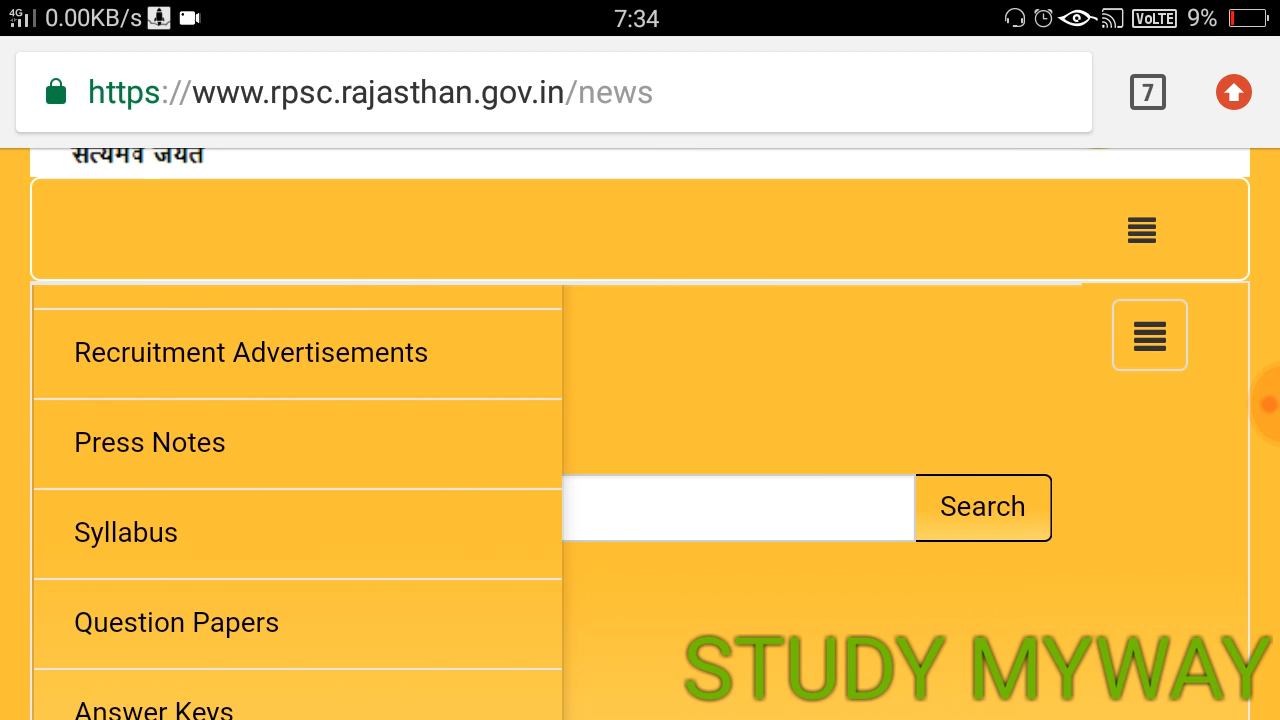 4G 0.00KB/s 7:34 VoLTE 9%
https://www.rpsc.rajasthan.gov.in/news 7
सत्यमेव जयते
Recruitment Advertisements
Press Notes
Syllabus
Search
Question Papers
STUDY MYWAY
Answer Keys